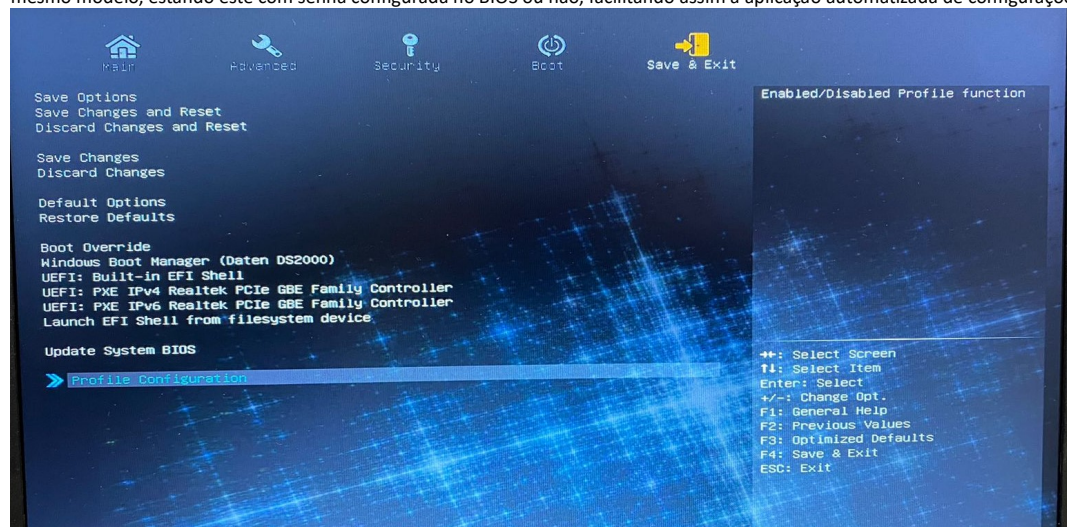 mesmo modelo, estando este com senha configurada no BIOS ou não, facilitando assim a aplicação automatizada de configuraçõ
Main Advanced Security Boot Save & Exit
Save Options
Save Changes and Reset
Discard Changes and Reset
Save Changes
Discard Changes
Default Options
Restore Defaults
Boot Override
Windows Boot Manager (Daten DS2000)
UEFI: Built-in EFI Shell
UEFI: PXE IPv4 Realtek PCIe GBE Family Controller
UEFI: PXE IPv6 Realtek PCIe GBE Family Controller
Launch EFI Shell from filesystem device
Update System BIOS
Profile Configuration
Enabled/Disabled Profile function
→←: Select Screen
↑↓: Select Item
Enter: Select
+/-: Change Opt.
F1: General Help
F2: Previous Values
F3: Optimized Defaults
F4: Save & Exit
ESC: Exit